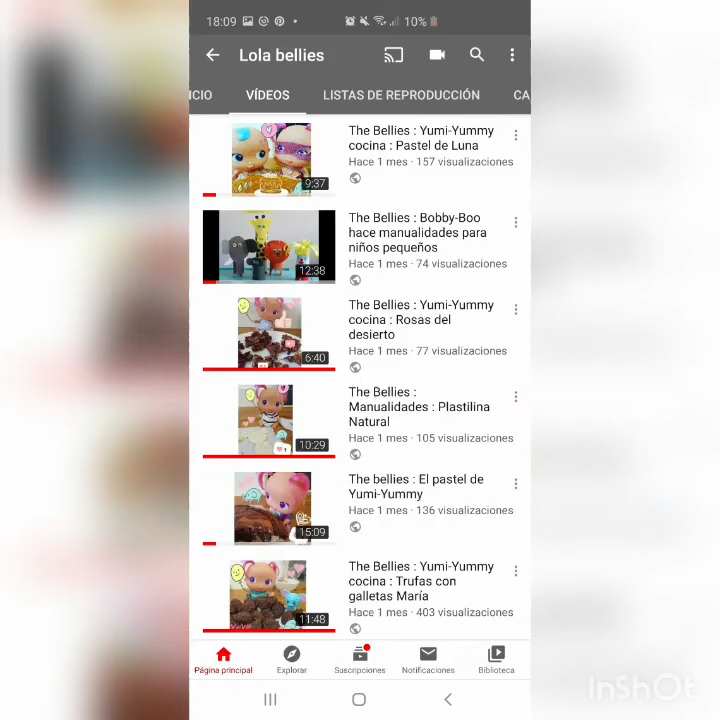 18:09
10%
Lola bellies
ICIO VÍDEOS LISTAS DE REPRODUCCIÓN CA
The Bellies : Yumi-Yummy
cocina : Pastel de Luna
Hace 1 mes · 157 visualizaciones
9:37
The Bellies : Bobby-Boo
hace manualidades para
niños pequeños
Hace 1 mes · 74 visualizaciones
12:38
The Bellies : Yumi-Yummy
cocina : Rosas del
desierto
Hace 1 mes · 77 visualizaciones
6:40
The Bellies :
Manualidades : Plastilina
Natural
Hace 1 mes · 105 visualizaciones
10:29
The bellies : El pastel de
Yumi-Yummy
Hace 1 mes · 136 visualizaciones
15:09
The Bellies : Yumi-Yummy
cocina : Trufas con
galletas María
Hace 1 mes · 403 visualizaciones
11:48
Página principal Explorar Suscripciones Notificaciones Biblioteca
InShOt